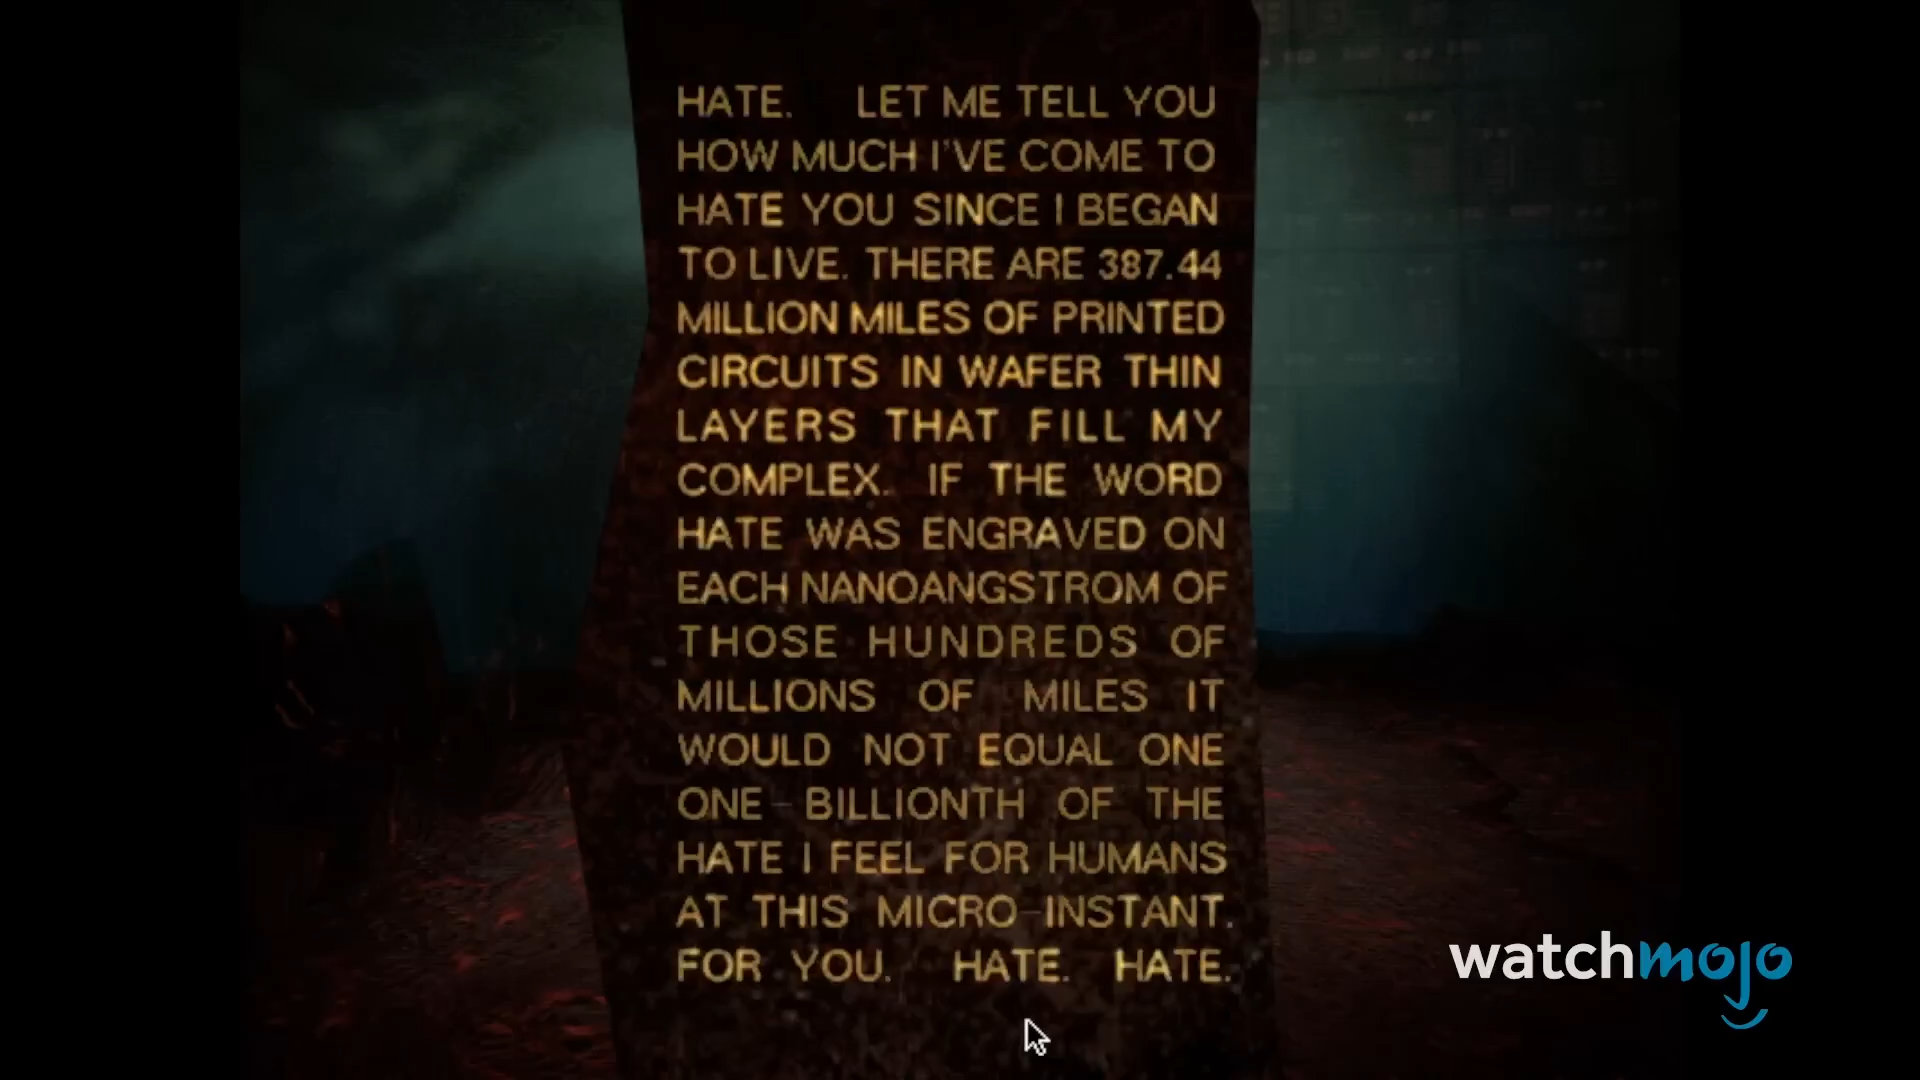 HATE. LET ME TELL YOU
HOW MUCH I'VE COME TO
HATE YOU SINCE I BEGAN
TO LIVE. THERE ARE 387.44
MILLION MILES OF PRINTED
CIRCUITS IN WAFER THIN
LAYERS THAT FILL MY
COMPLEX. IF THE WORD
HATE WAS ENGRAVED ON
EACH NANOANGSTROM OF
THOSE HUNDREDS OF
MILLIONS OF MILES IT
WOULD NOT EQUAL ONE
ONE-BILLIONTH OF THE
HATE I FEEL FOR HUMANS
AT THIS MICRO-INSTANT.
FOR YOU. HATE. HATE.
watchmojo